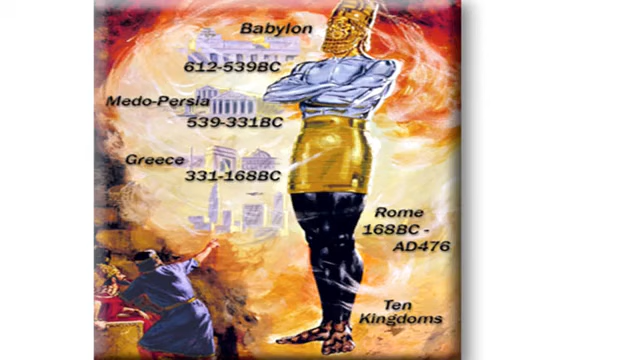 Babylon
612-539BC
Medo-Persia
539-331BC
Greece
331-168BC
Rome
168BC -
AD476
Ten
Kingdoms